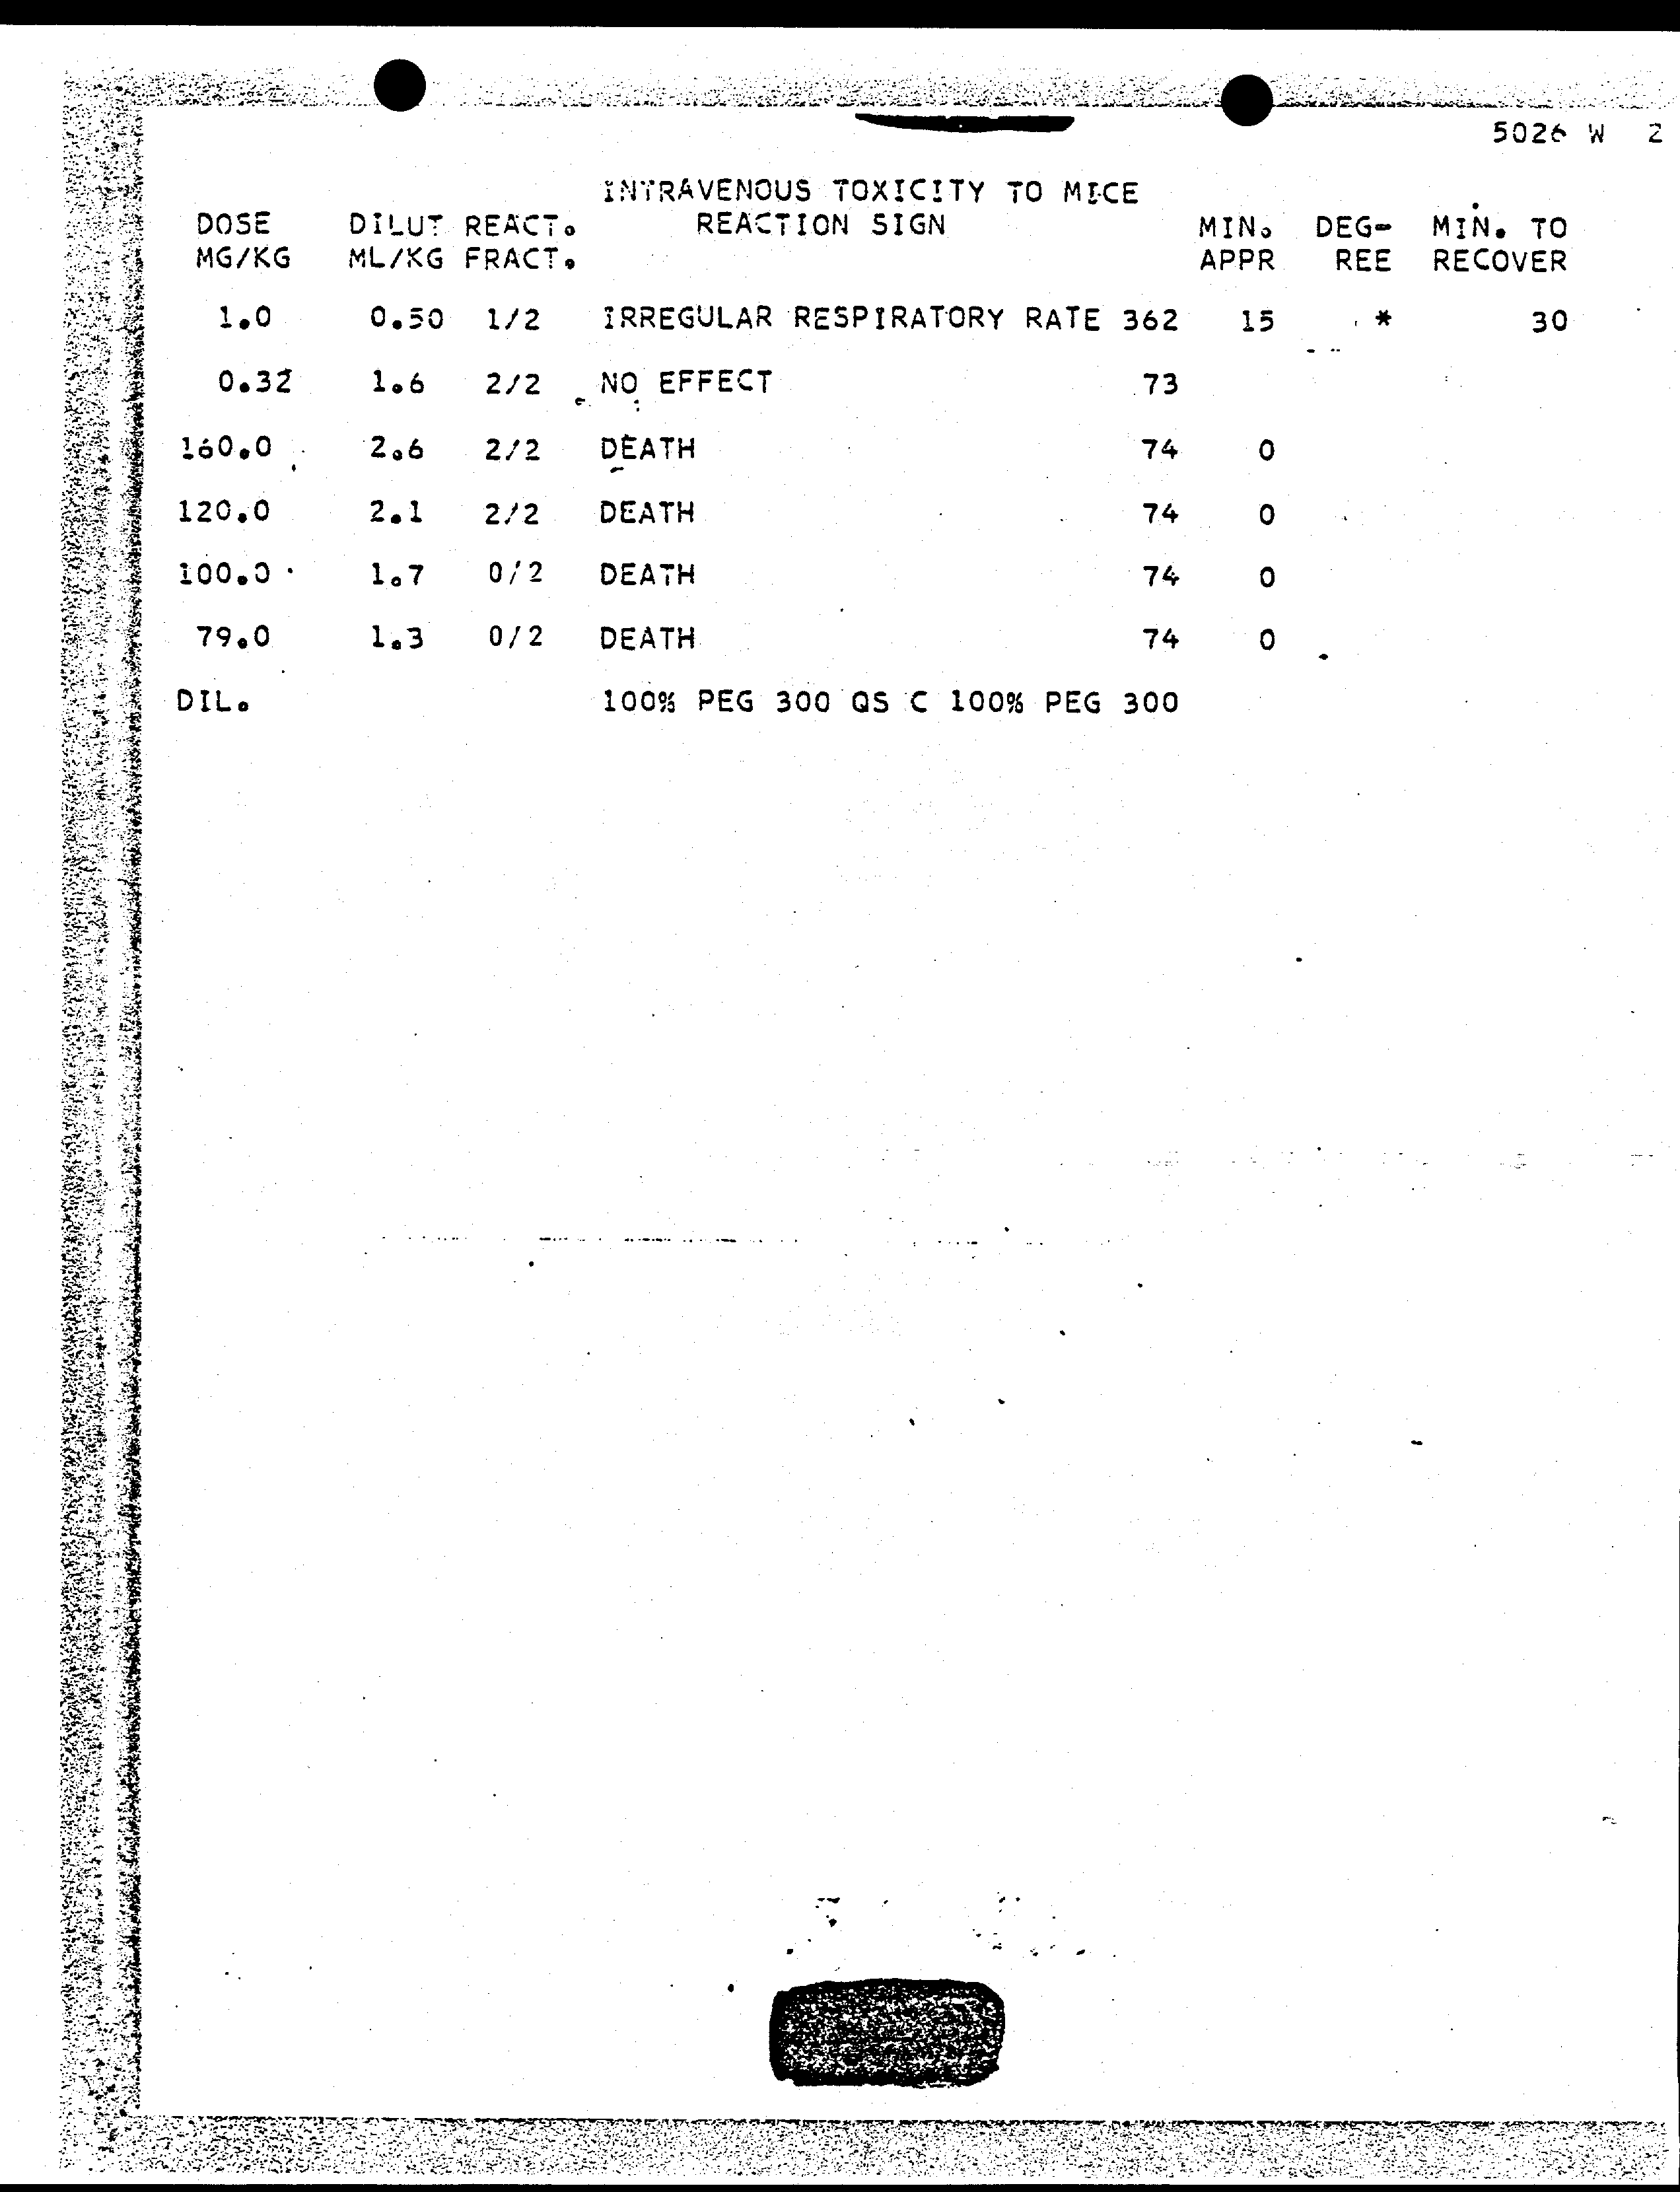 5026 W 2
INTRAVENOUS TOXICITY TO MICE
DOSE DILUT REACT. REACTION SIGN MIN. DEG- MIN. TO
MG/KG ML/KG FRACT. APPR REE RECOVER
1.0 0.50 1/2 IRREGULAR RESPIRATORY RATE 362 15 * 30
0.32 1.6 2/2 NO EFFECT 73
160.0 2.6 2/2 DEATH 74 0
120.0 2.1 2/2 DEATH 74 0
100.0 1.7 0/2 DEATH 74 0
79.0 1.3 0/2 DEATH 74 0
DIL. 100% PEG 300 QS C 100% PEG 300